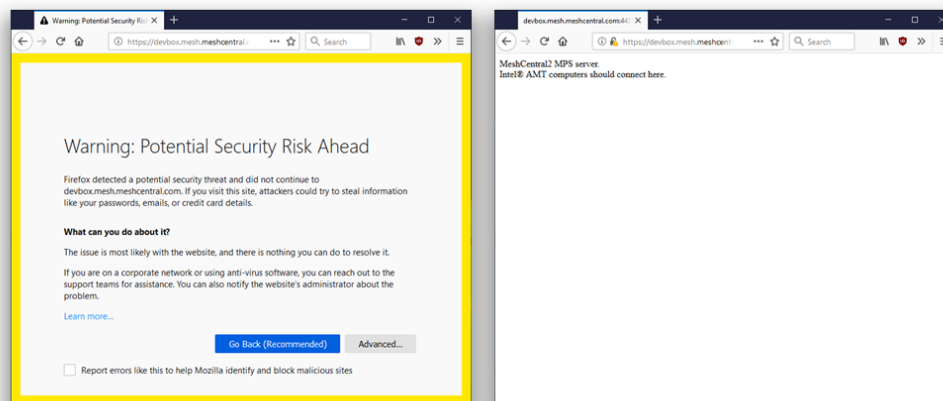 Warning: Potential Security Ris
https://devbox.mesh.meshcentral.c
Search
Warning: Potential Security Risk Ahead
Firefox detected a potential security threat and did not continue to
devbox.mesh.meshcentral.com. If you visit this site, attackers could try to steal information
like your passwords, emails, or credit card details.
What can you do about it?
The issue is most likely with the website, and there is nothing you can do to resolve it.
If you are on a corporate network or using anti-virus software, you can reach out to the
support teams for assistance. You can also notify the website's administrator about the
problem.
Learn more...
Go Back (Recommended)
Advanced...
Report errors like this to help Mozilla identify and block malicious sites
devbox.mesh.meshcentral.com:44
https://devbox.mesh.meshcent
Search
MeshCentral2 MPS server.
Intel® AMT computers should connect here.